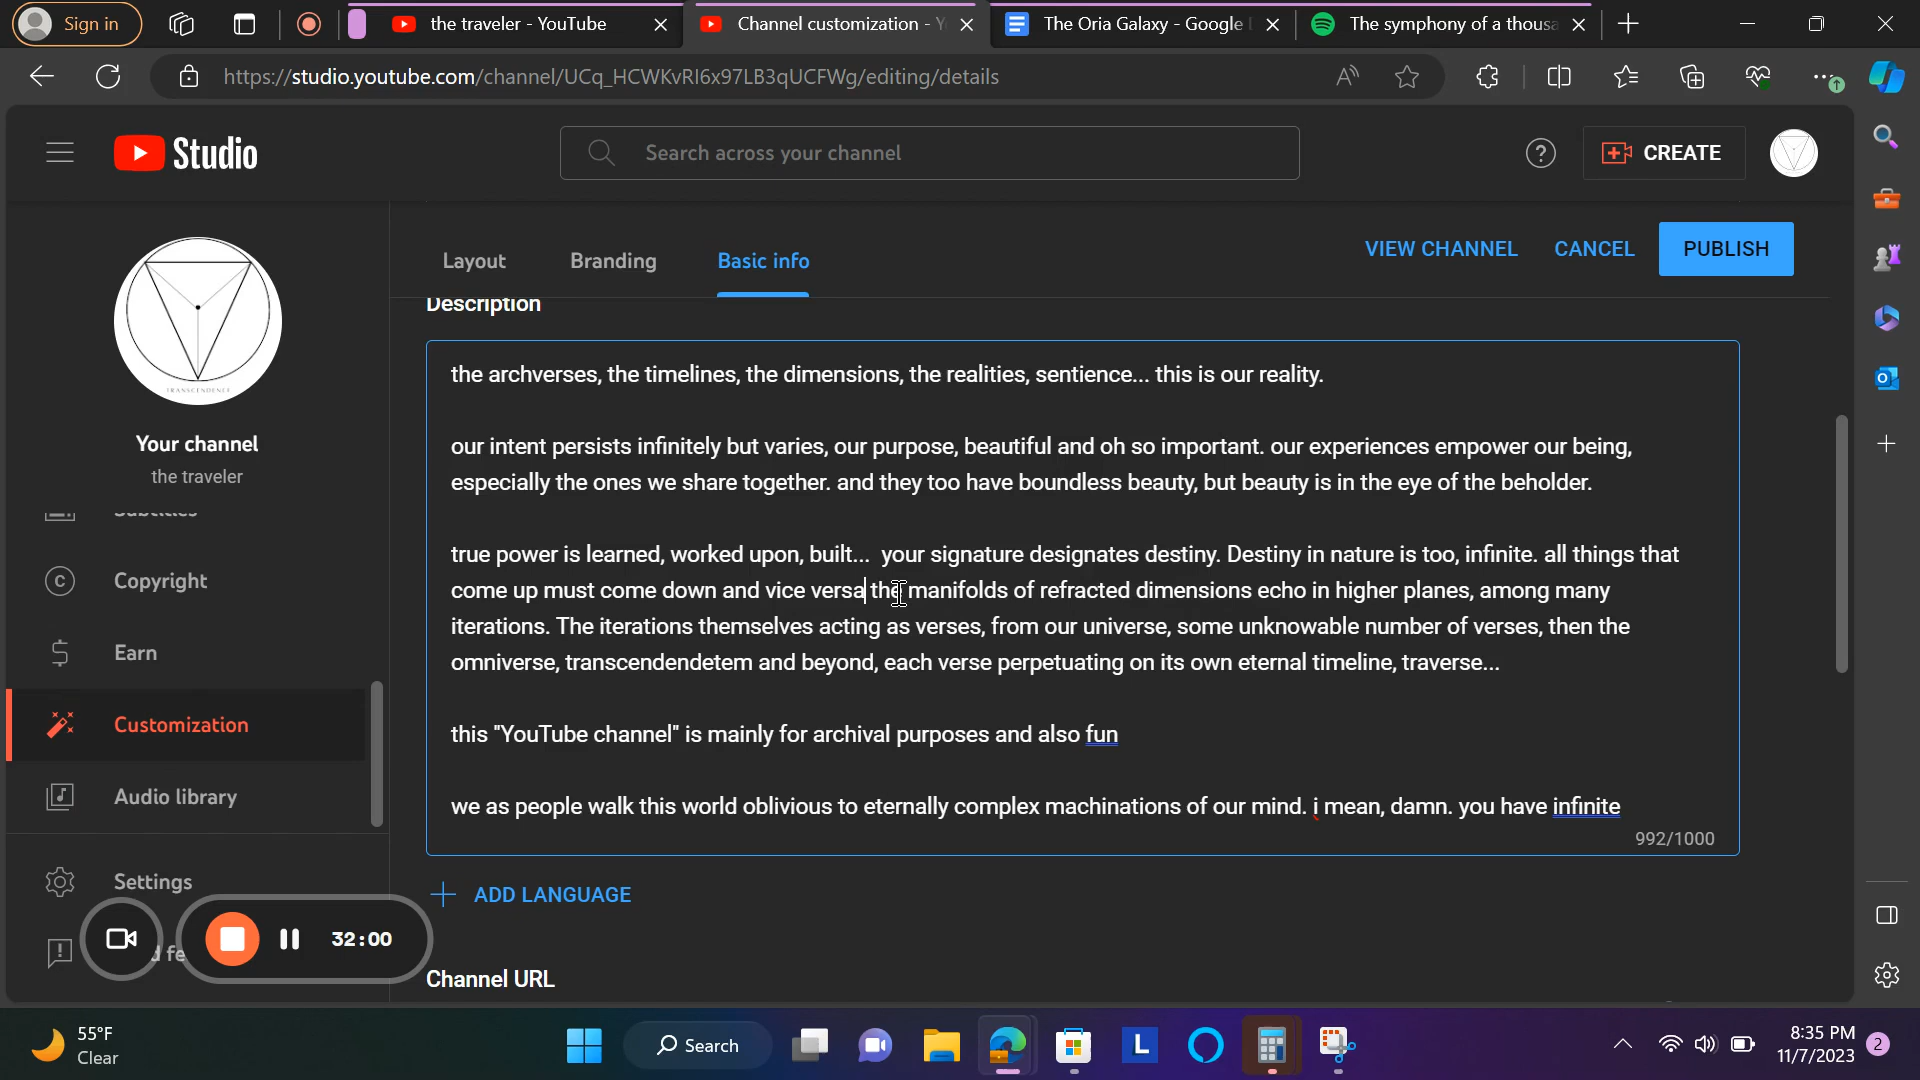 Sign in
the traveler - YouTube
Channel customization - Y
The Oria Galaxy - Google
The symphony of a thousa
https://studio.youtube.com/channel/UCq_HCWKvRI6x97LB3qUCFWg/editing/details
Studio
Search across your channel
CREATE
TRANSCENDENCE
Your channel
the traveler
Subtitles
Copyright
Earn
Customization
Audio library
Settings
Layout
Branding
Basic info
VIEW CHANNEL
CANCEL
PUBLISH
Description
the archverses, the timelines, the dimensions, the realities, sentience... this is our reality.
our intent persists infinitely but varies, our purpose, beautiful and oh so important. our experiences empower our being,
especially the ones we share together. and they too have boundless beauty, but beauty is in the eye of the beholder.
true power is learned, worked upon, built...  your signature designates destiny. Destiny in nature is too, infinite. all things that
come up must come down and vice versa the manifolds of refracted dimensions echo in higher planes, among many
iterations. The iterations themselves acting as verses, from our universe, some unknowable number of verses, then the
omniverse, transcendendetem and beyond, each verse perpetuating on its own eternal timeline, traverse...
this "YouTube channel" is mainly for archival purposes and also fun
we as people walk this world oblivious to eternally complex machinations of our mind. i mean, damn. you have infinite
992/1000
ADD LANGUAGE
32:00
Channel URL
55°F
Clear
Search
L
8:35 PM
11/7/2023
2